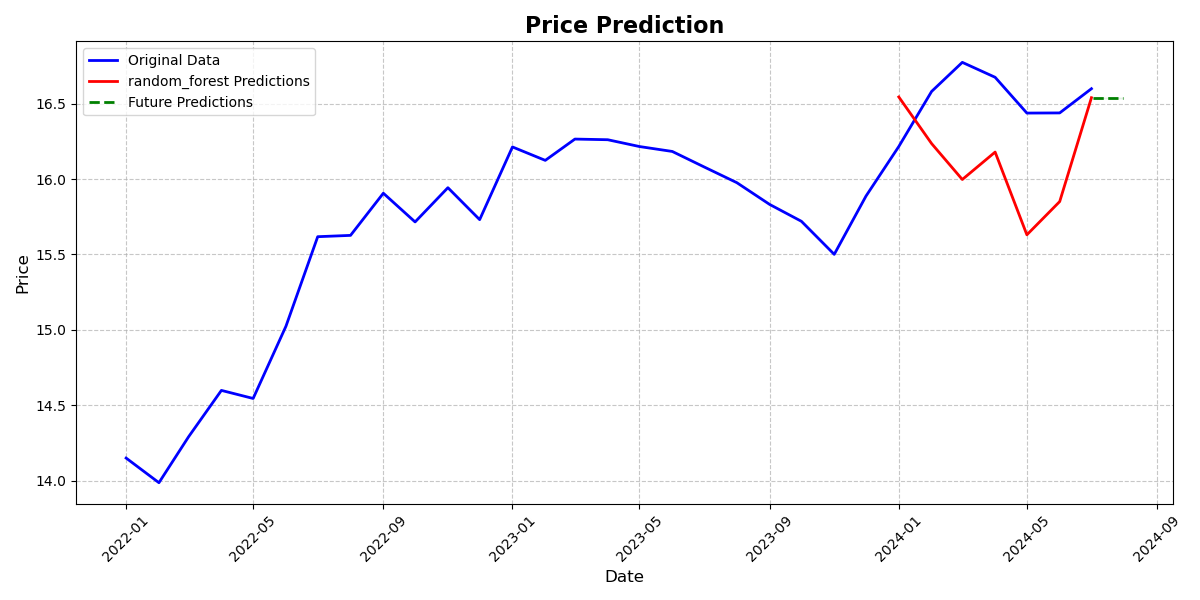 Price Prediction
Original Data
random_forest Predictions
Future Predictions
Price
16.5
16.0
15.5
15.0
14.5
14.0
2022-01
2022-05
2022-09
2023-01
2023-05
2023-09
2024-01
2024-05
2024-09
Date